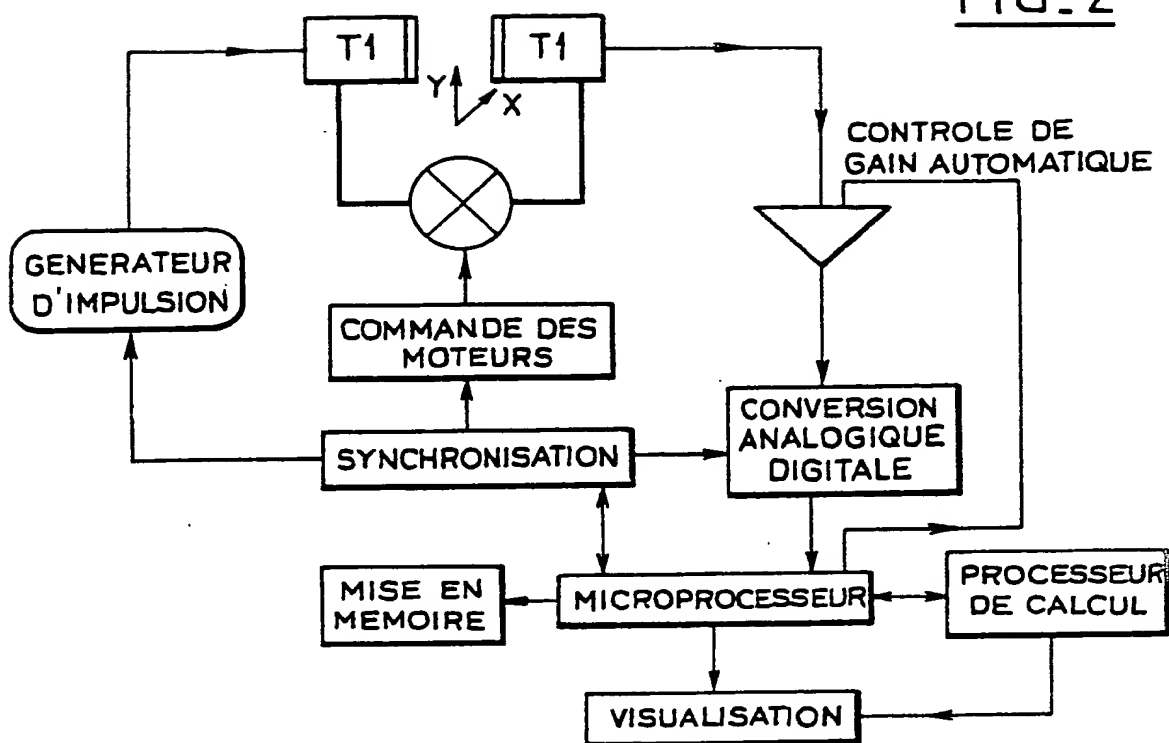 FIG_2
T1
T1
Y
X
CONTROLE DE
GAIN AUTOMATIQUE
GENERATEUR
D'IMPULSION
COMMANDE DES
MOTEURS
CONVERSION
ANALOGIQUE
DIGITALE
SYNCHRONISATION
MISE EN
MEMOIRE
MICROPROCESSEUR
PROCESSEUR
DE CALCUL
VISUALISATION